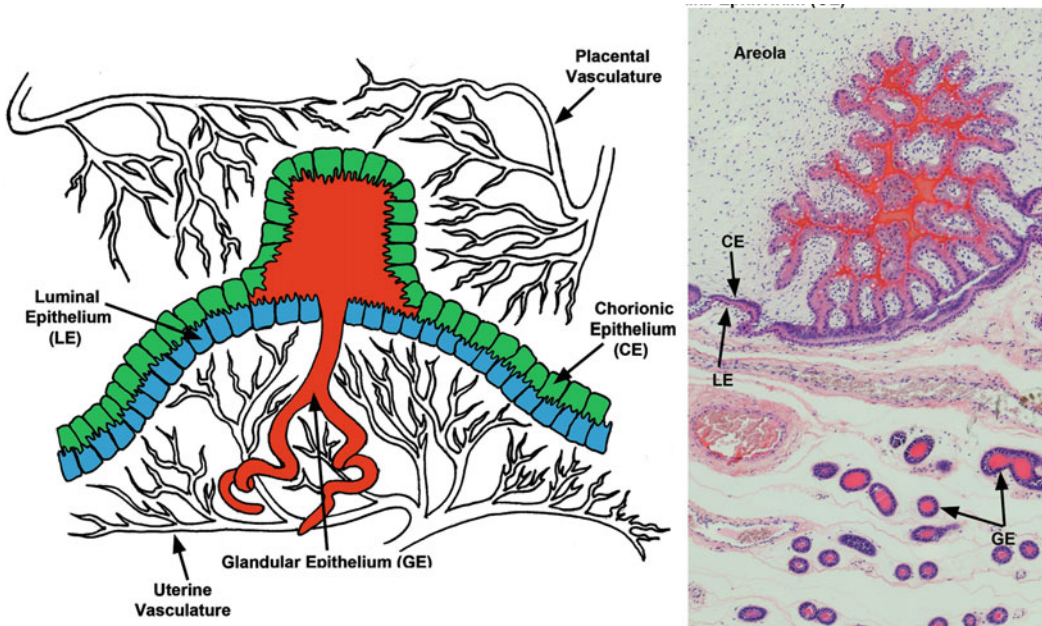 Placental
Vasculature
Luminal
Epithelium
(LE)
Chorionic
Epithelium
(CE)
Glandular Epithelium (GE)
Uterine
Vasculature
Areola
CE
LE
GE